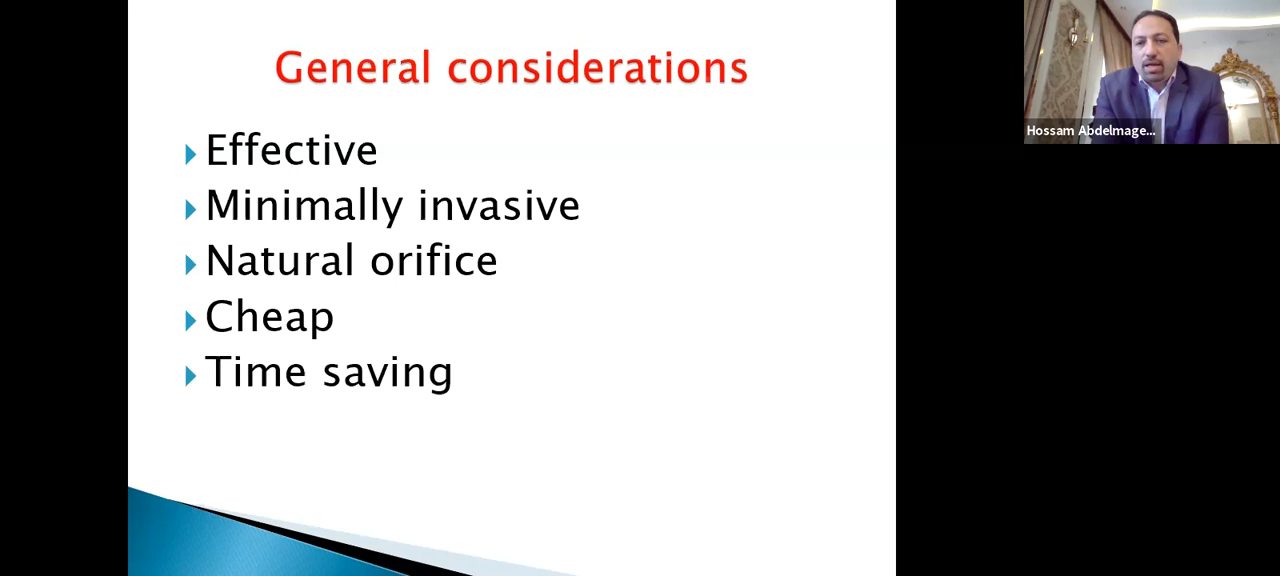 General considerations
Effective
Minimally invasive
Natural orifice
Cheap
Time saving
Hossam Abdelmage...